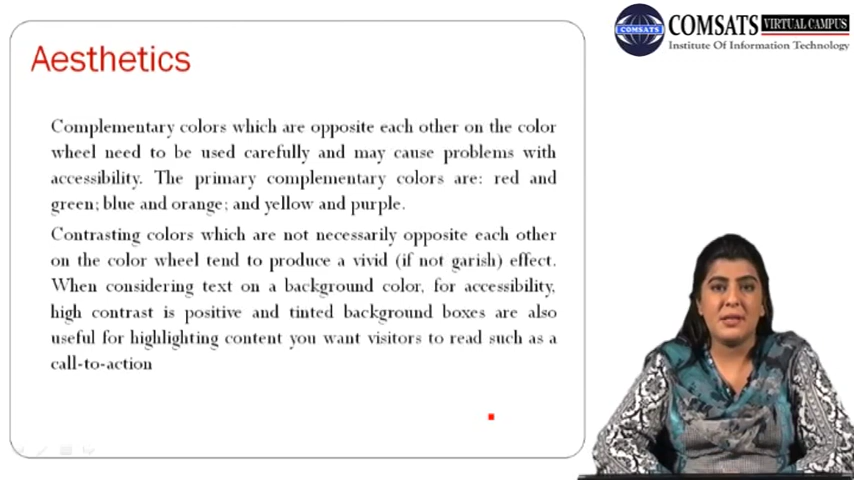 COMSATS
COMSATS VIRTUAL CAMPUS
Institute Of Information Technology
Aesthetics
Complementary colors which are opposite each other on the color
wheel need to be used carefully and may cause problems with
accessibility. The primary complementary colors are: red and
green; blue and orange; and yellow and purple.
Contrasting colors which are not necessarily opposite each other
on the color wheel tend to produce a vivid (if not garish) effect.
When considering text on a background color, for accessibility,
high contrast is positive and tinted background boxes are also
useful for highlighting content you want visitors to read such as a
call-to-action